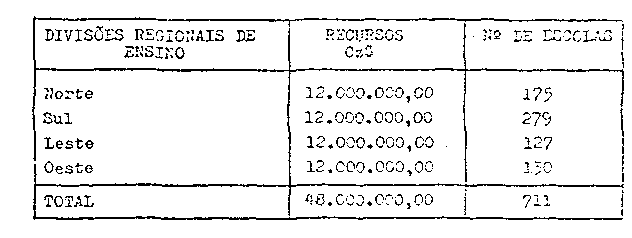 DIVISÕES REGIONAIS DE RECURSOS Nº DE ESCOLAS
ENSINO Cz$
Norte 12.000.000,00 175
Sul 12.000.000,00 279
Leste 12.000.000,00 127
Oeste 12.000.000,00 130
TOTAL 48.000.000,00 711